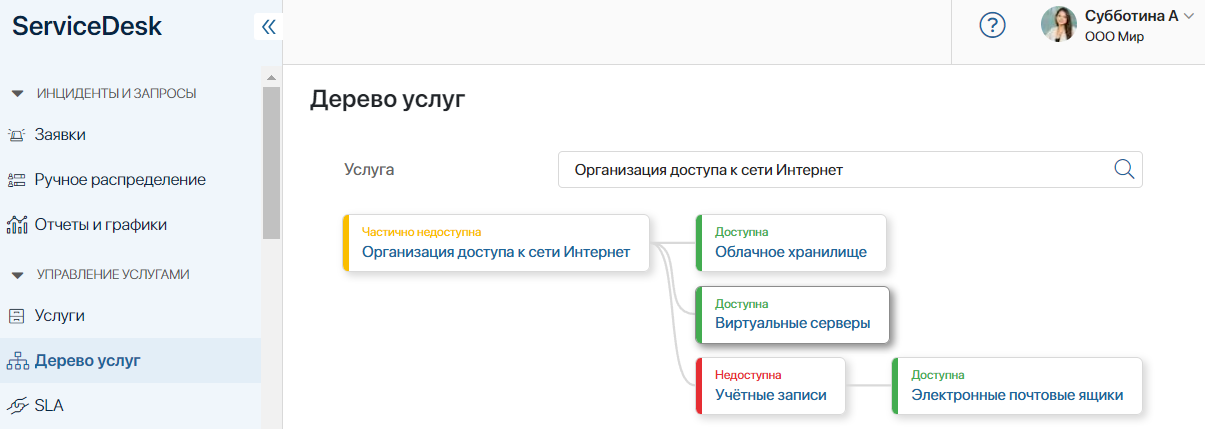 ServiceDesk
ИНЦИДЕНТЫ И ЗАПРОСЫ
Заявки
Ручное распределение
Отчеты и графики
УПРАВЛЕНИЕ УСЛУГАМИ
Услуги
Дерево услуг
SLA
?
Субботина А
ООО Мир
Дерево услуг
Услуга
Организация доступа к сети Интернет
Частично недоступна
Организация доступа к сети Интернет
Доступна
Облачное хранилище
Доступна
Виртуальные серверы
Недоступна
Учётные записи
Доступна
Электронные почтовые ящики